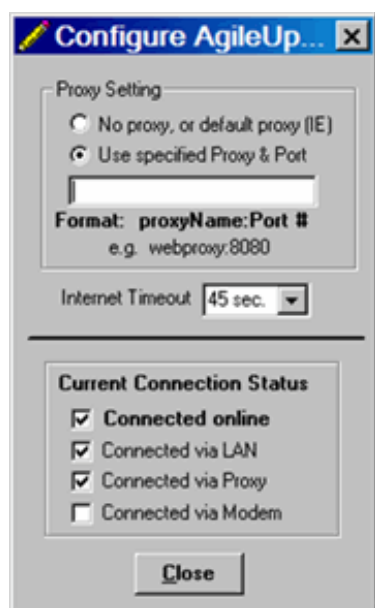 Configure AgileUp...
Proxy Setting
No proxy, or default proxy (IE)
Use specified Proxy & Port
Format: proxyName:Port #
e.g. webproxy:8080
Internet Timeout 45 sec.
Current Connection Status
Connected online
Connected via LAN
Connected via Proxy
Connected via Modem
Close